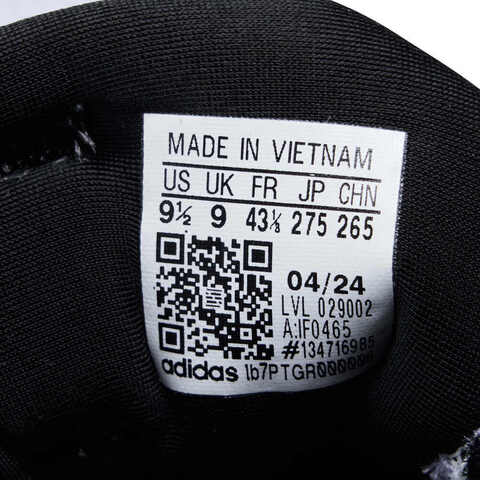 MADE IN VIETNAM
US UK FR JP CHN
9½ 9 43⅓ 275 265
04/24
LVL 029002
A:IF0465
#134716985
adidas